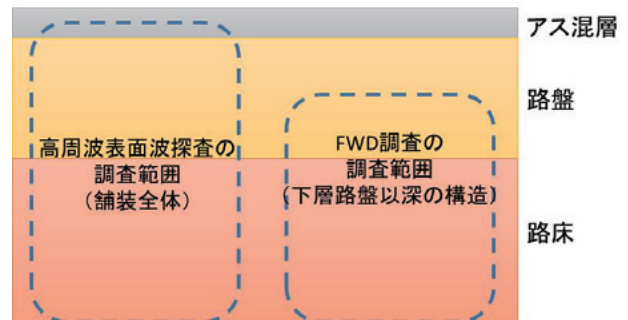 アス混層
路盤
高周波表面波探査の
調査範囲
（舗装全体）
FWD調査の
調査範囲
（下層路盤以深の構造）
路床